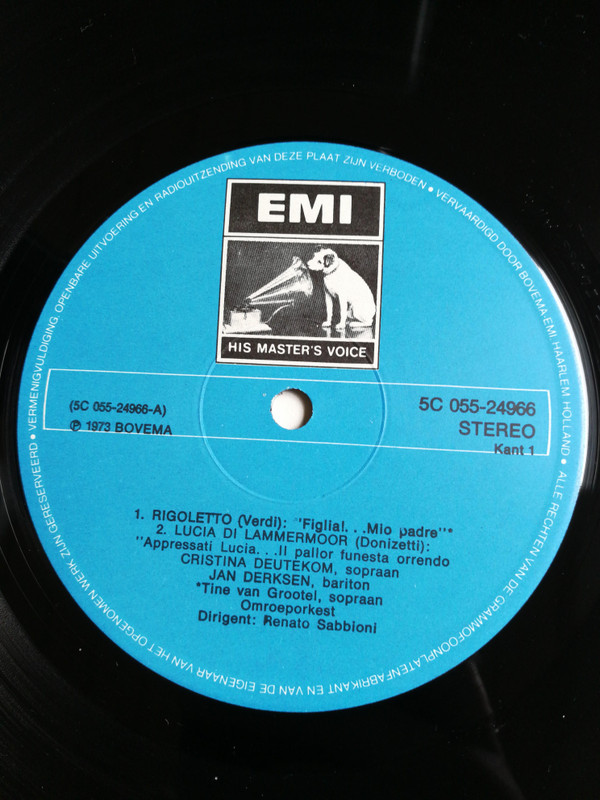 EMI
HIS MASTER'S VOICE
(5C 055-24966-A)
℗ 1973 BOVEMA
5C 055-24966
STEREO
Kant 1
1. RIGOLETTO (Verdi): "Figlia!. . .Mio padre"*
2. LUCIA DI LAMMERMOOR (Donizetti):
"Appressati Lucia. . .Il pallor funesta orrendo
CRISTINA DEUTEKOM, sopraan
JAN DERKSEN, bariton
*Tine van Grootel, sopraan
Omroeporkest
Dirigent: Renato Sabbioni
VERMENIGVULDIGING, OPENBARE UITVOERING EN RADIOUITZENDING VAN DEZE PLAAT ZIJN VERBODEN • VERVAARDIGD DOOR BOVEMA-EMI HAARLEM HOLLAND • ALLE RECHTEN VAN DE GRAMMOFOONPLATENFABRIKANT EN VAN DE EIGENAAR VAN HET OPGENOMEN WERK ZIJN GERESERVEERD •